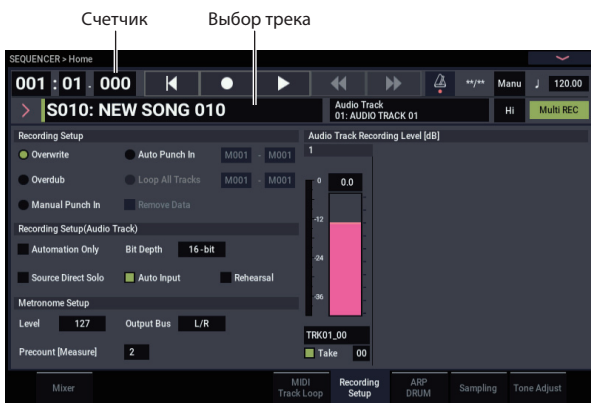 Счетчик Выбор трека
SEQUENCER > Home
001 : 01 . 000 **/** Manu ♩ 120.00
S010: NEW SONG 010 Audio Track
01: AUDIO TRACK 01 Hi Multi REC
Recording Setup
Overwrite Auto Punch In M001 - M001
Overdub Loop All Tracks M001 - M001
Manual Punch In Remove Data
Recording Setup(Audio Track)
Automation Only Bit Depth 16-bit
Source Direct Solo Auto Input Rehearsal
Metronome Setup
Level 127 Output Bus L/R
Precount [Measure] 2
Audio Track Recording Level [dB]
1
0 0.0
-12
-24
-36
TRK01_00
Take 00
Mixer MIDI Track Loop Recording Setup ARP DRUM Sampling Tone Adjust